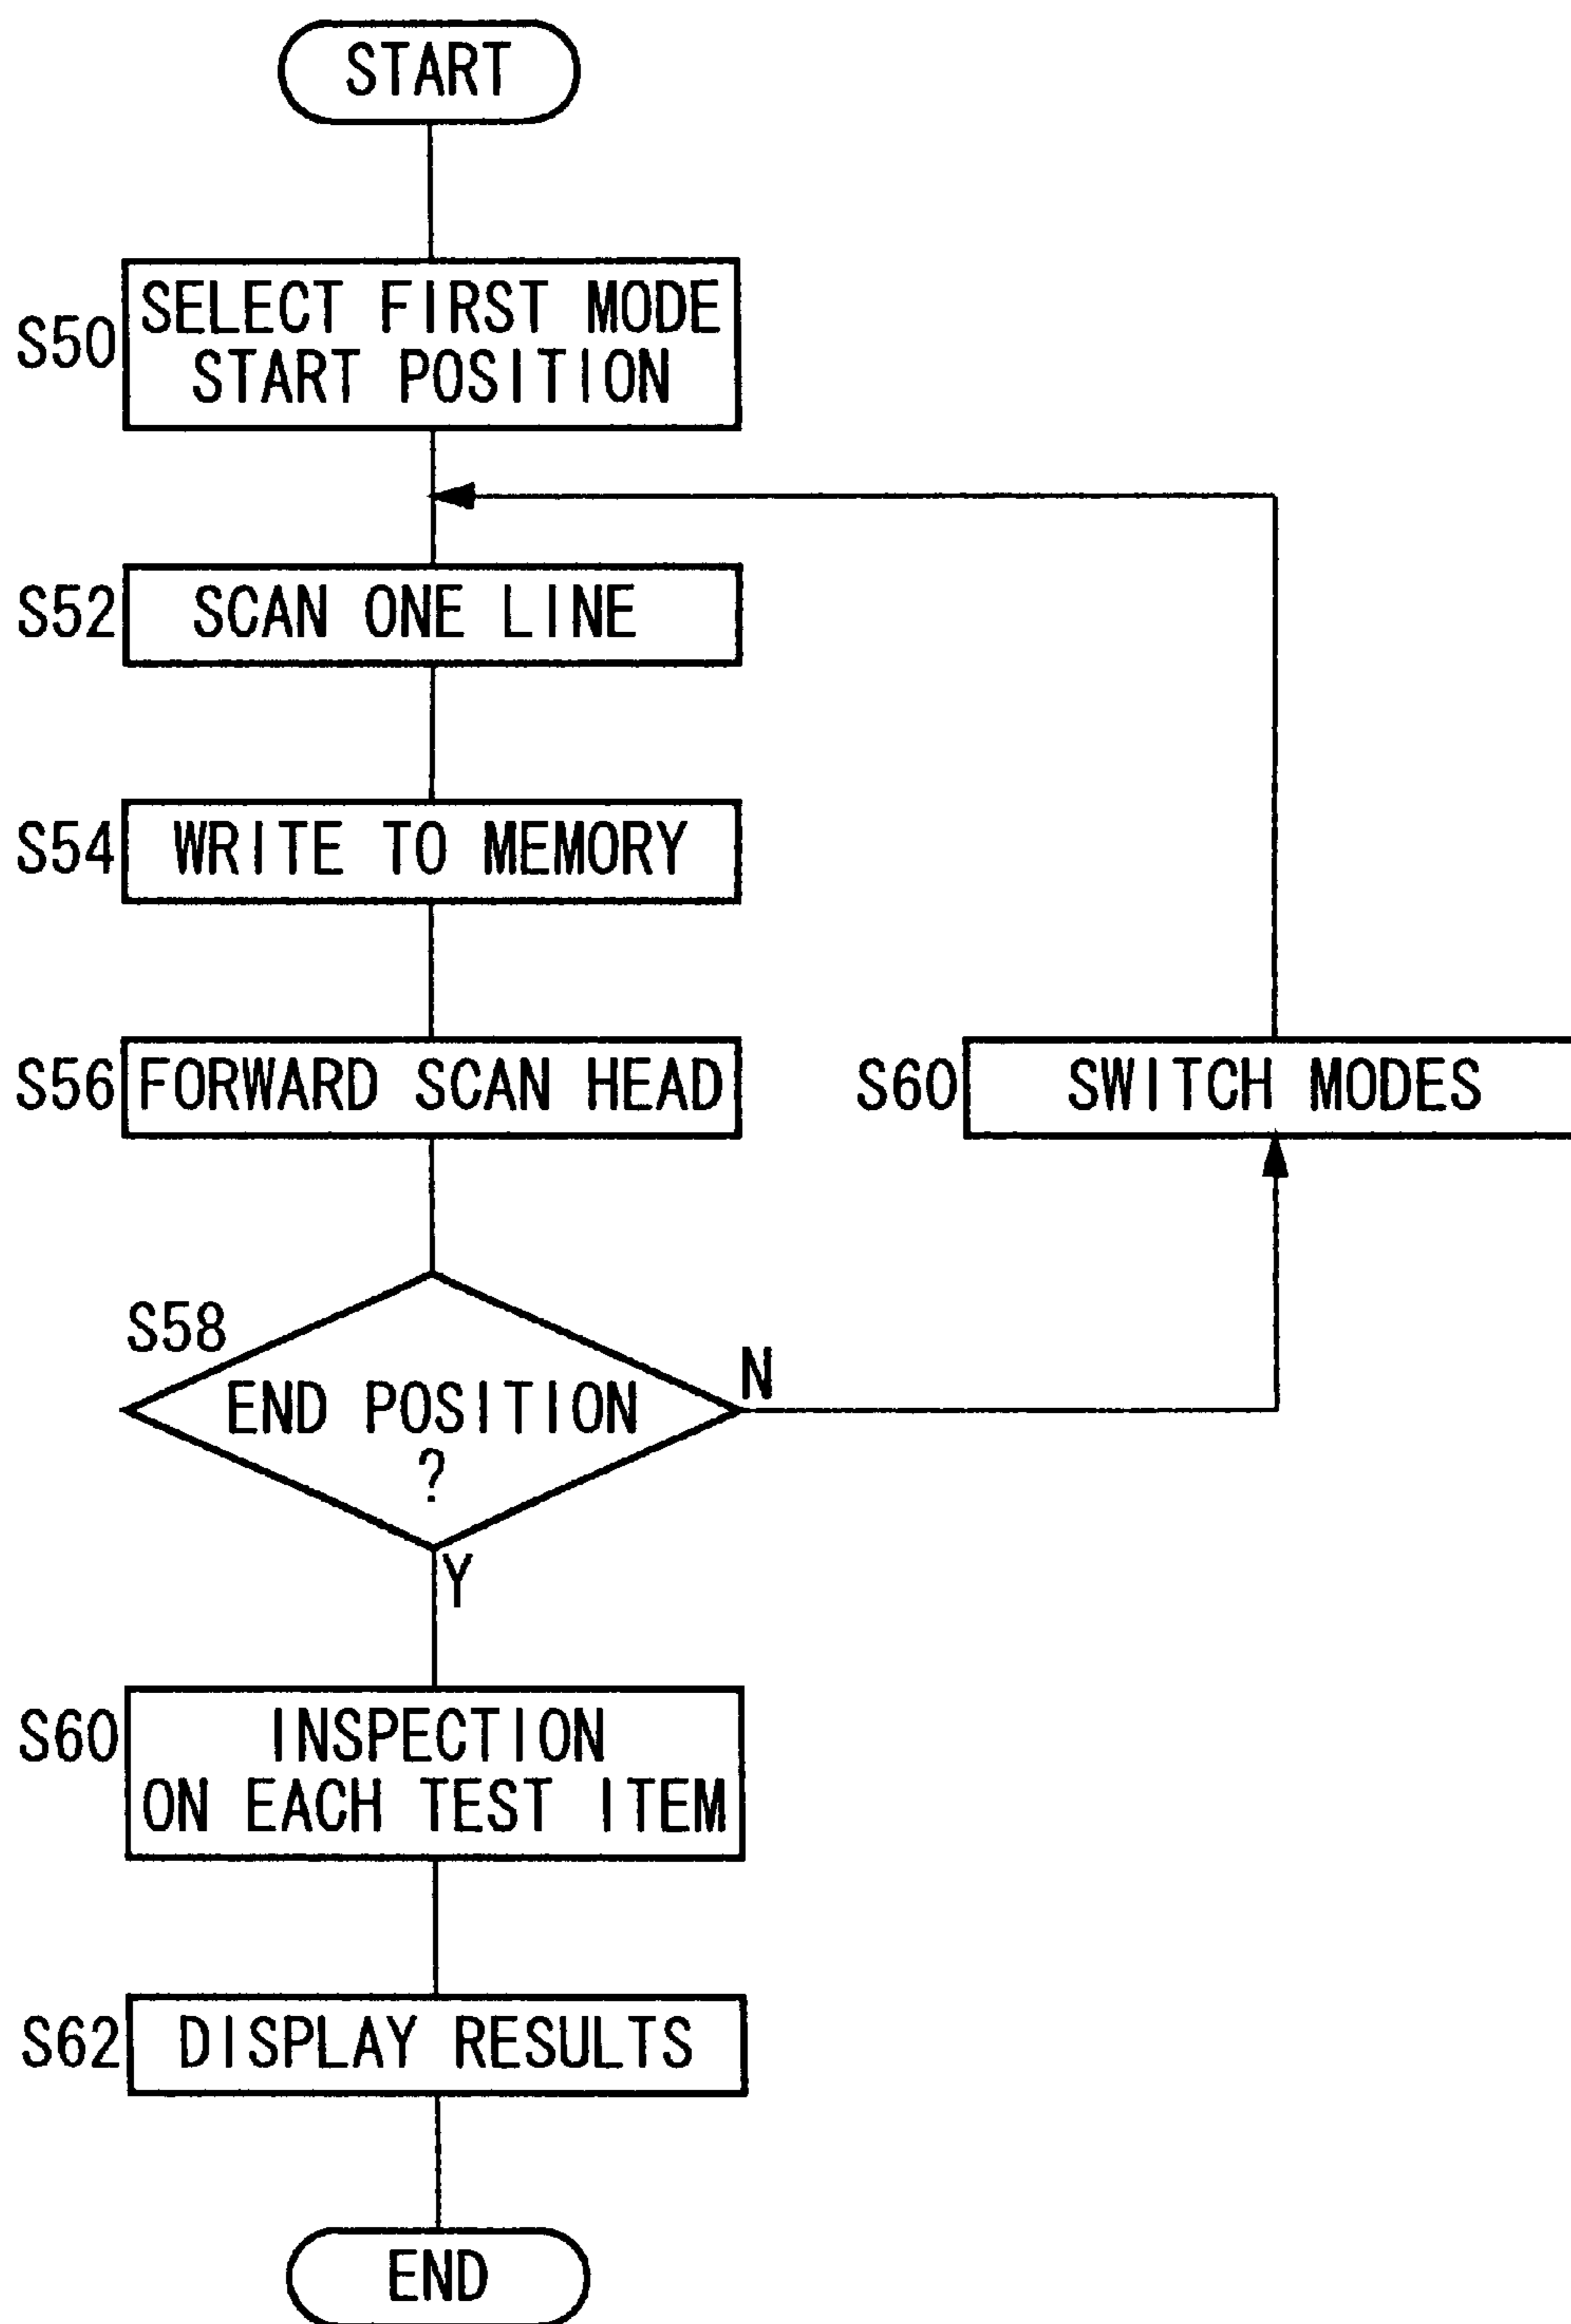 START
S50
SELECT FIRST MODE
START POSITION
S52
SCAN ONE LINE
S54
WRITE TO MEMORY
S56
FORWARD SCAN HEAD
S60
SWITCH MODES
S58
END POSITION
?
N
Y
S60
INSPECTION
ON EACH TEST ITEM
S62
DISPLAY RESULTS
END